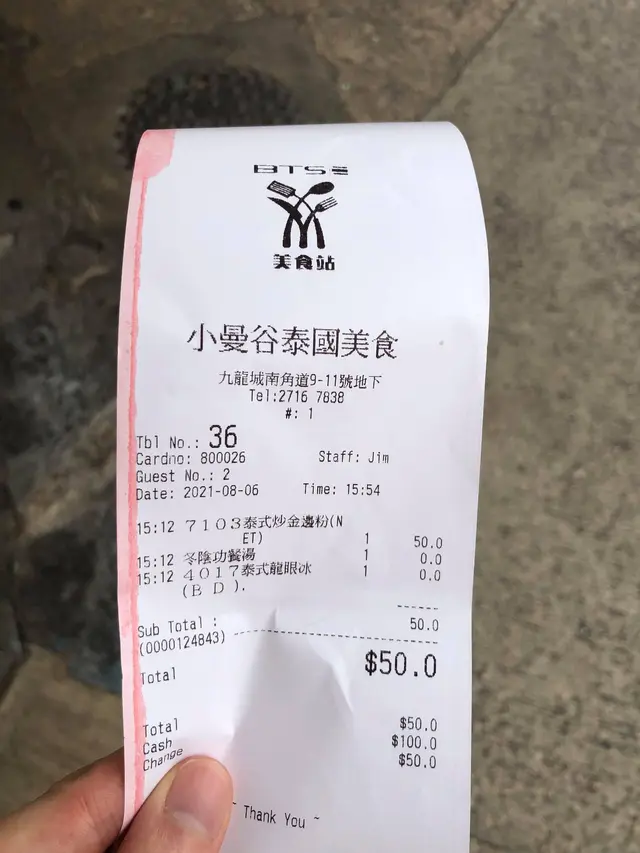 BTS
美食站
小曼谷泰國美食
九龍城南角道9-11號地下
Tel:2716 7838
#: 1
Tbl No.: 36
Cardno: 800026 Staff: Jim
Guest No.: 2
Date: 2021-08-06 Time: 15:54
15:12 7103泰式炒金邊粉(N
ET) 1 50.0
15:12 冬陰功餐湯 1 0.0
15:12 4017泰式龍眼冰 1 0.0
(BD).
Sub Total : 50.0
(0000124843)
Total $50.0
Total $50.0
Cash $100.0
Change $50.0
~ Thank You ~